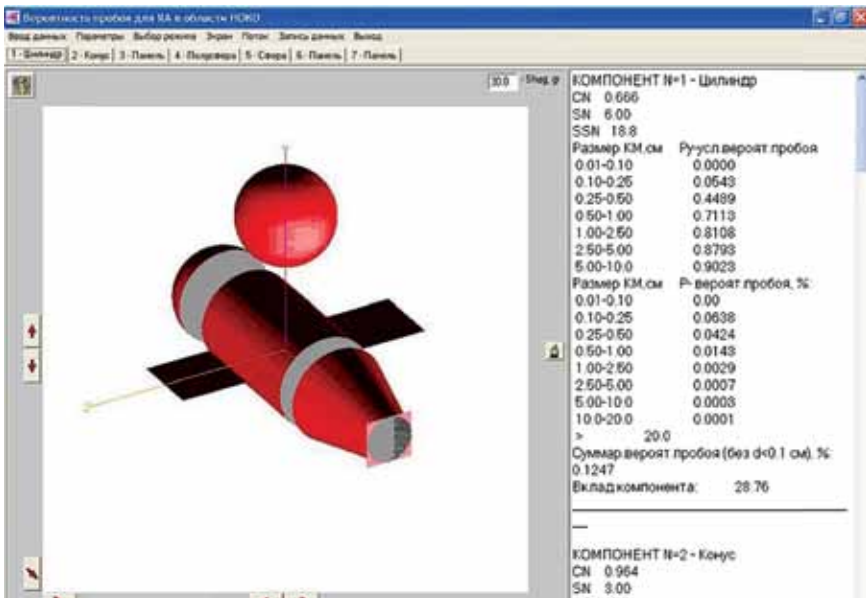 Вероятность пробоя для КА в области НОКО
Ввод данных Параметры Выбор режима Экран Поток Запись данных Выход
1 - Цилиндр 2 - Конус 3 - Панель 4 - Полусфера 5 - Сфера 6 - Панель 7 - Панель
30.0 Shag, gr
КОМПОНЕНТ N=1 - Цилиндр
CN 0.666
SN 6.00
SSN 18.8
Размер КМ,см Ру-усл.вероят.пробоя
0.01-0.10 0.0000
0.10-0.25 0.0543
0.25-0.50 0.4489
0.50-1.00 0.7113
1.00-2.50 0.8108
2.50-5.00 0.8793
5.00-10.0 0.9023
Размер КМ,см Р- вероят.пробоя, %:
0.01-0.10 0.00
0.10-0.25 0.0638
0.25-0.50 0.0424
0.50-1.00 0.0143
1.00-2.50 0.0029
2.50-5.00 0.0007
5.00-10.0 0.0003
10.0-20.0 0.0001
> 20.0
Суммар.вероят.пробоя (без d<0.1 см), %:
0.1247
Вклад компонента: 28.76
КОМПОНЕНТ N=2 - Конус
CN 0.964
SN 3.00